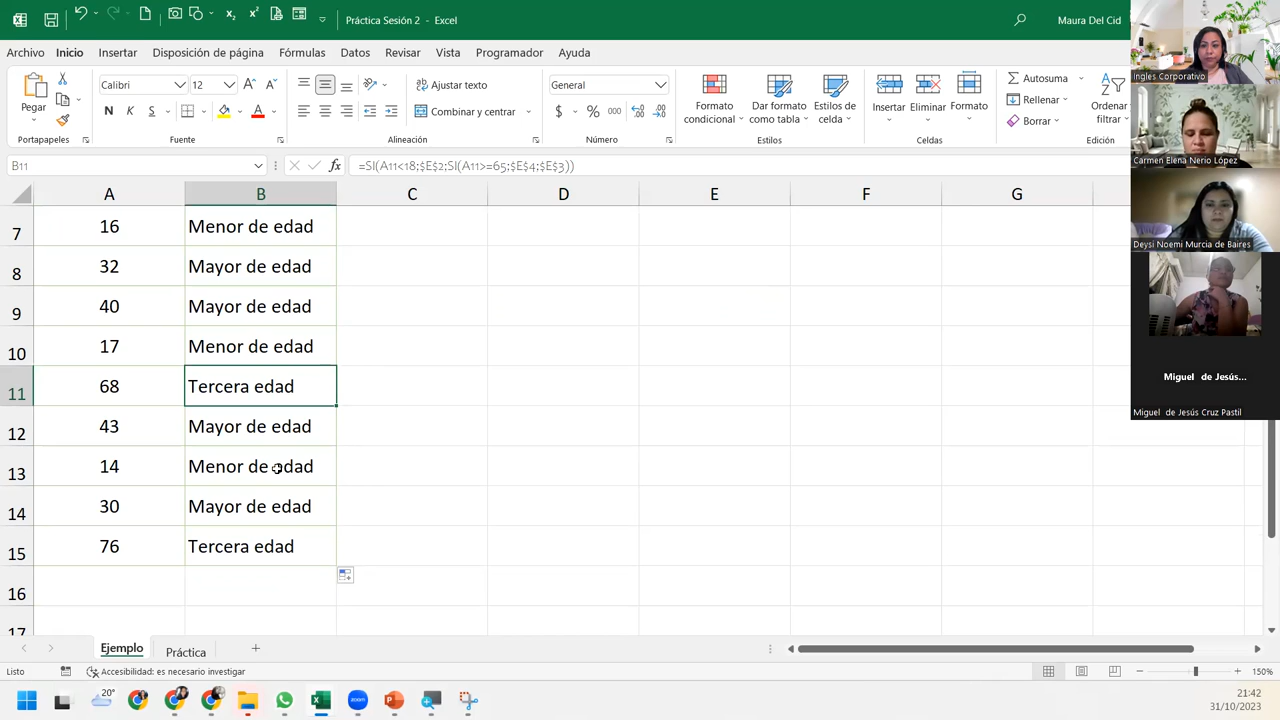 Práctica Sesión 2 - Excel
Maura Del Cid
Archivo Inicio Insertar Disposición de página Fórmulas Datos Revisar Vista Programador Ayuda
Pegar
Calibri 12
N K S
Ajustar texto
Combinar y centrar
General
$ % 000
Formato condicional
Dar formato como tabla
Estilos de celda
Insertar
Eliminar
Formato
Autosuma
Rellenar
Borrar
Ordenar filtrar
Portapapeles Fuente Alineación Número Estilos Celdas Edición
B11 fx =SI(A11<18;$E$2;SI(A11>=65;$E$4;$E$3))
A B C D E F G
7 16 Menor de edad
8 32 Mayor de edad
9 40 Mayor de edad
10 17 Menor de edad
11 68 Tercera edad
12 43 Mayor de edad
13 14 Menor de edad
14 30 Mayor de edad
15 76 Tercera edad
16
17
Ejemplo Práctica
Listo Accesibilidad: es necesario investigar 150%
20°
21:42
31/10/2023
Ingles Corporativo
Carmen Elena Nerio López
Deysi Noemi Murcia de Baires
Miguel de Jesús...
Miguel de Jesús Cruz Pastil